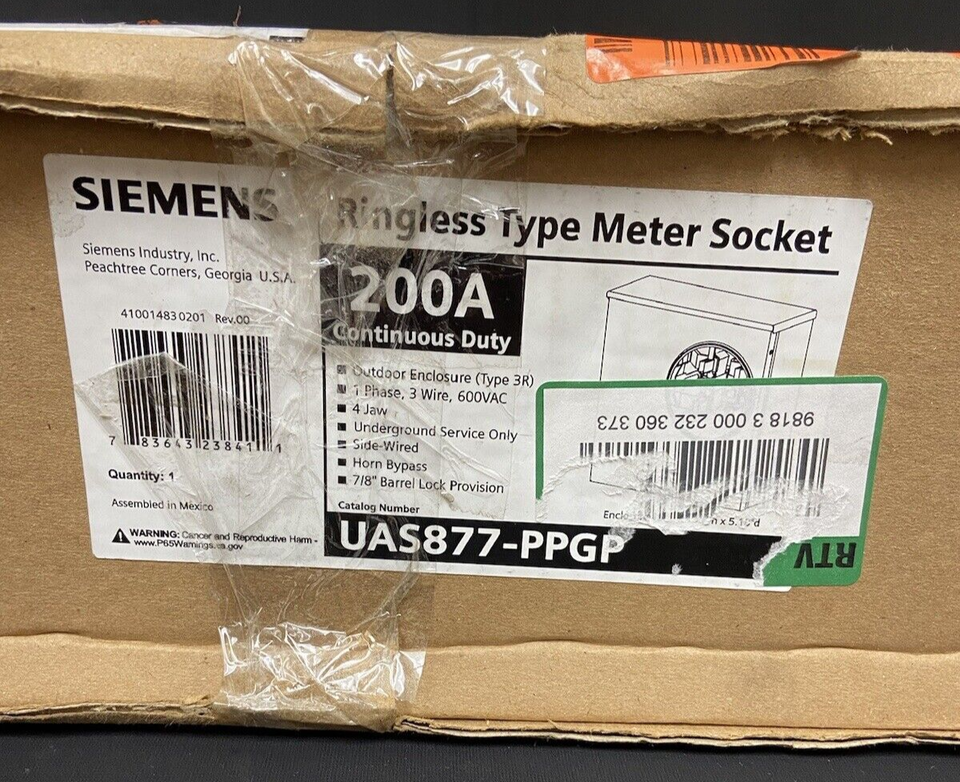 SIEMENS
Siemens Industry, Inc.
Peachtree Corners, Georgia U.S.A.
410014830201 Rev.00
7 83643 23841 1
Quantity: 1
Assembled in Mexico
WARNING: Cancer and Reproductive Harm -
www.P65Warnings.ca.gov
Ringless Type Meter Socket
200A
Continuous Duty
Outdoor Enclosure (Type 3R)
1 Phase, 3 Wire, 600VAC
4 Jaw
Underground Service Only
Side-Wired
Horn Bypass
7/8" Barrel Lock Provision
Catalog Number
UAS877-PPGP
9818 3 000 232 360 373
RTV